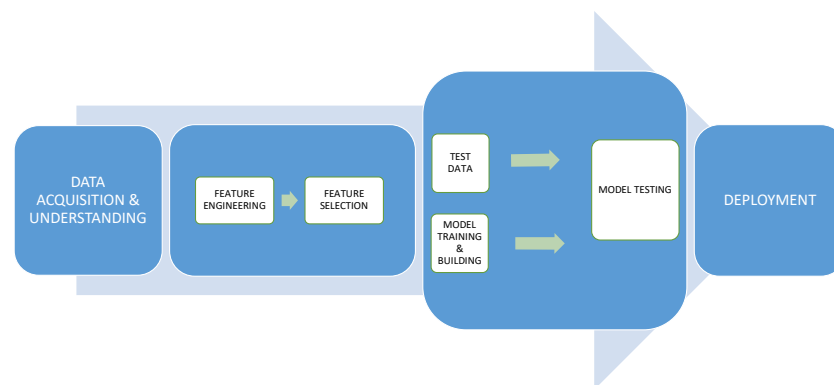 DATA
ACQUISITION &
UNDERSTANDING
FEATURE
ENGINEERING
FEATURE
SELECTION
TEST
DATA
MODEL
TRAINING
&
BUILDING
MODEL TESTING
DEPLOYMENT